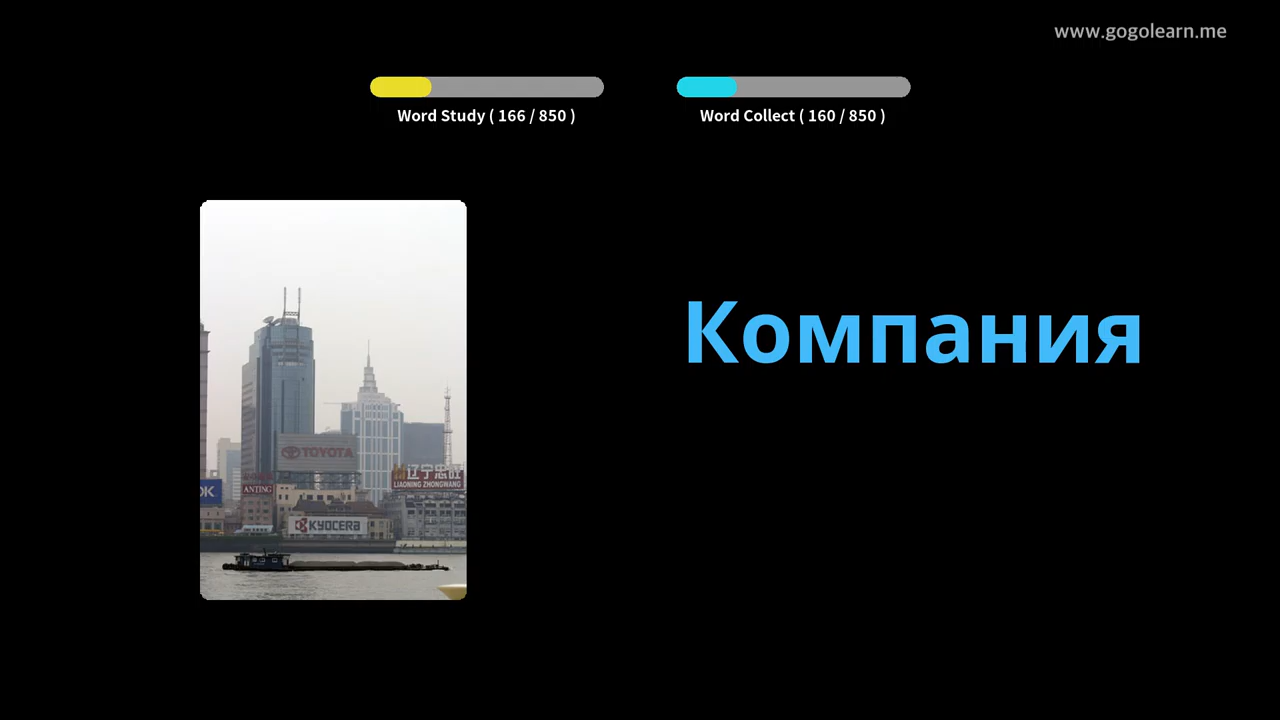 www.gogolearn.me
Word Study ( 166 / 850 )
Word Collect ( 160 / 850 )
Компания
TOYOTA
辽宁忠旺
LIAONING ZHONGWANG
ANTING
KYOCERA